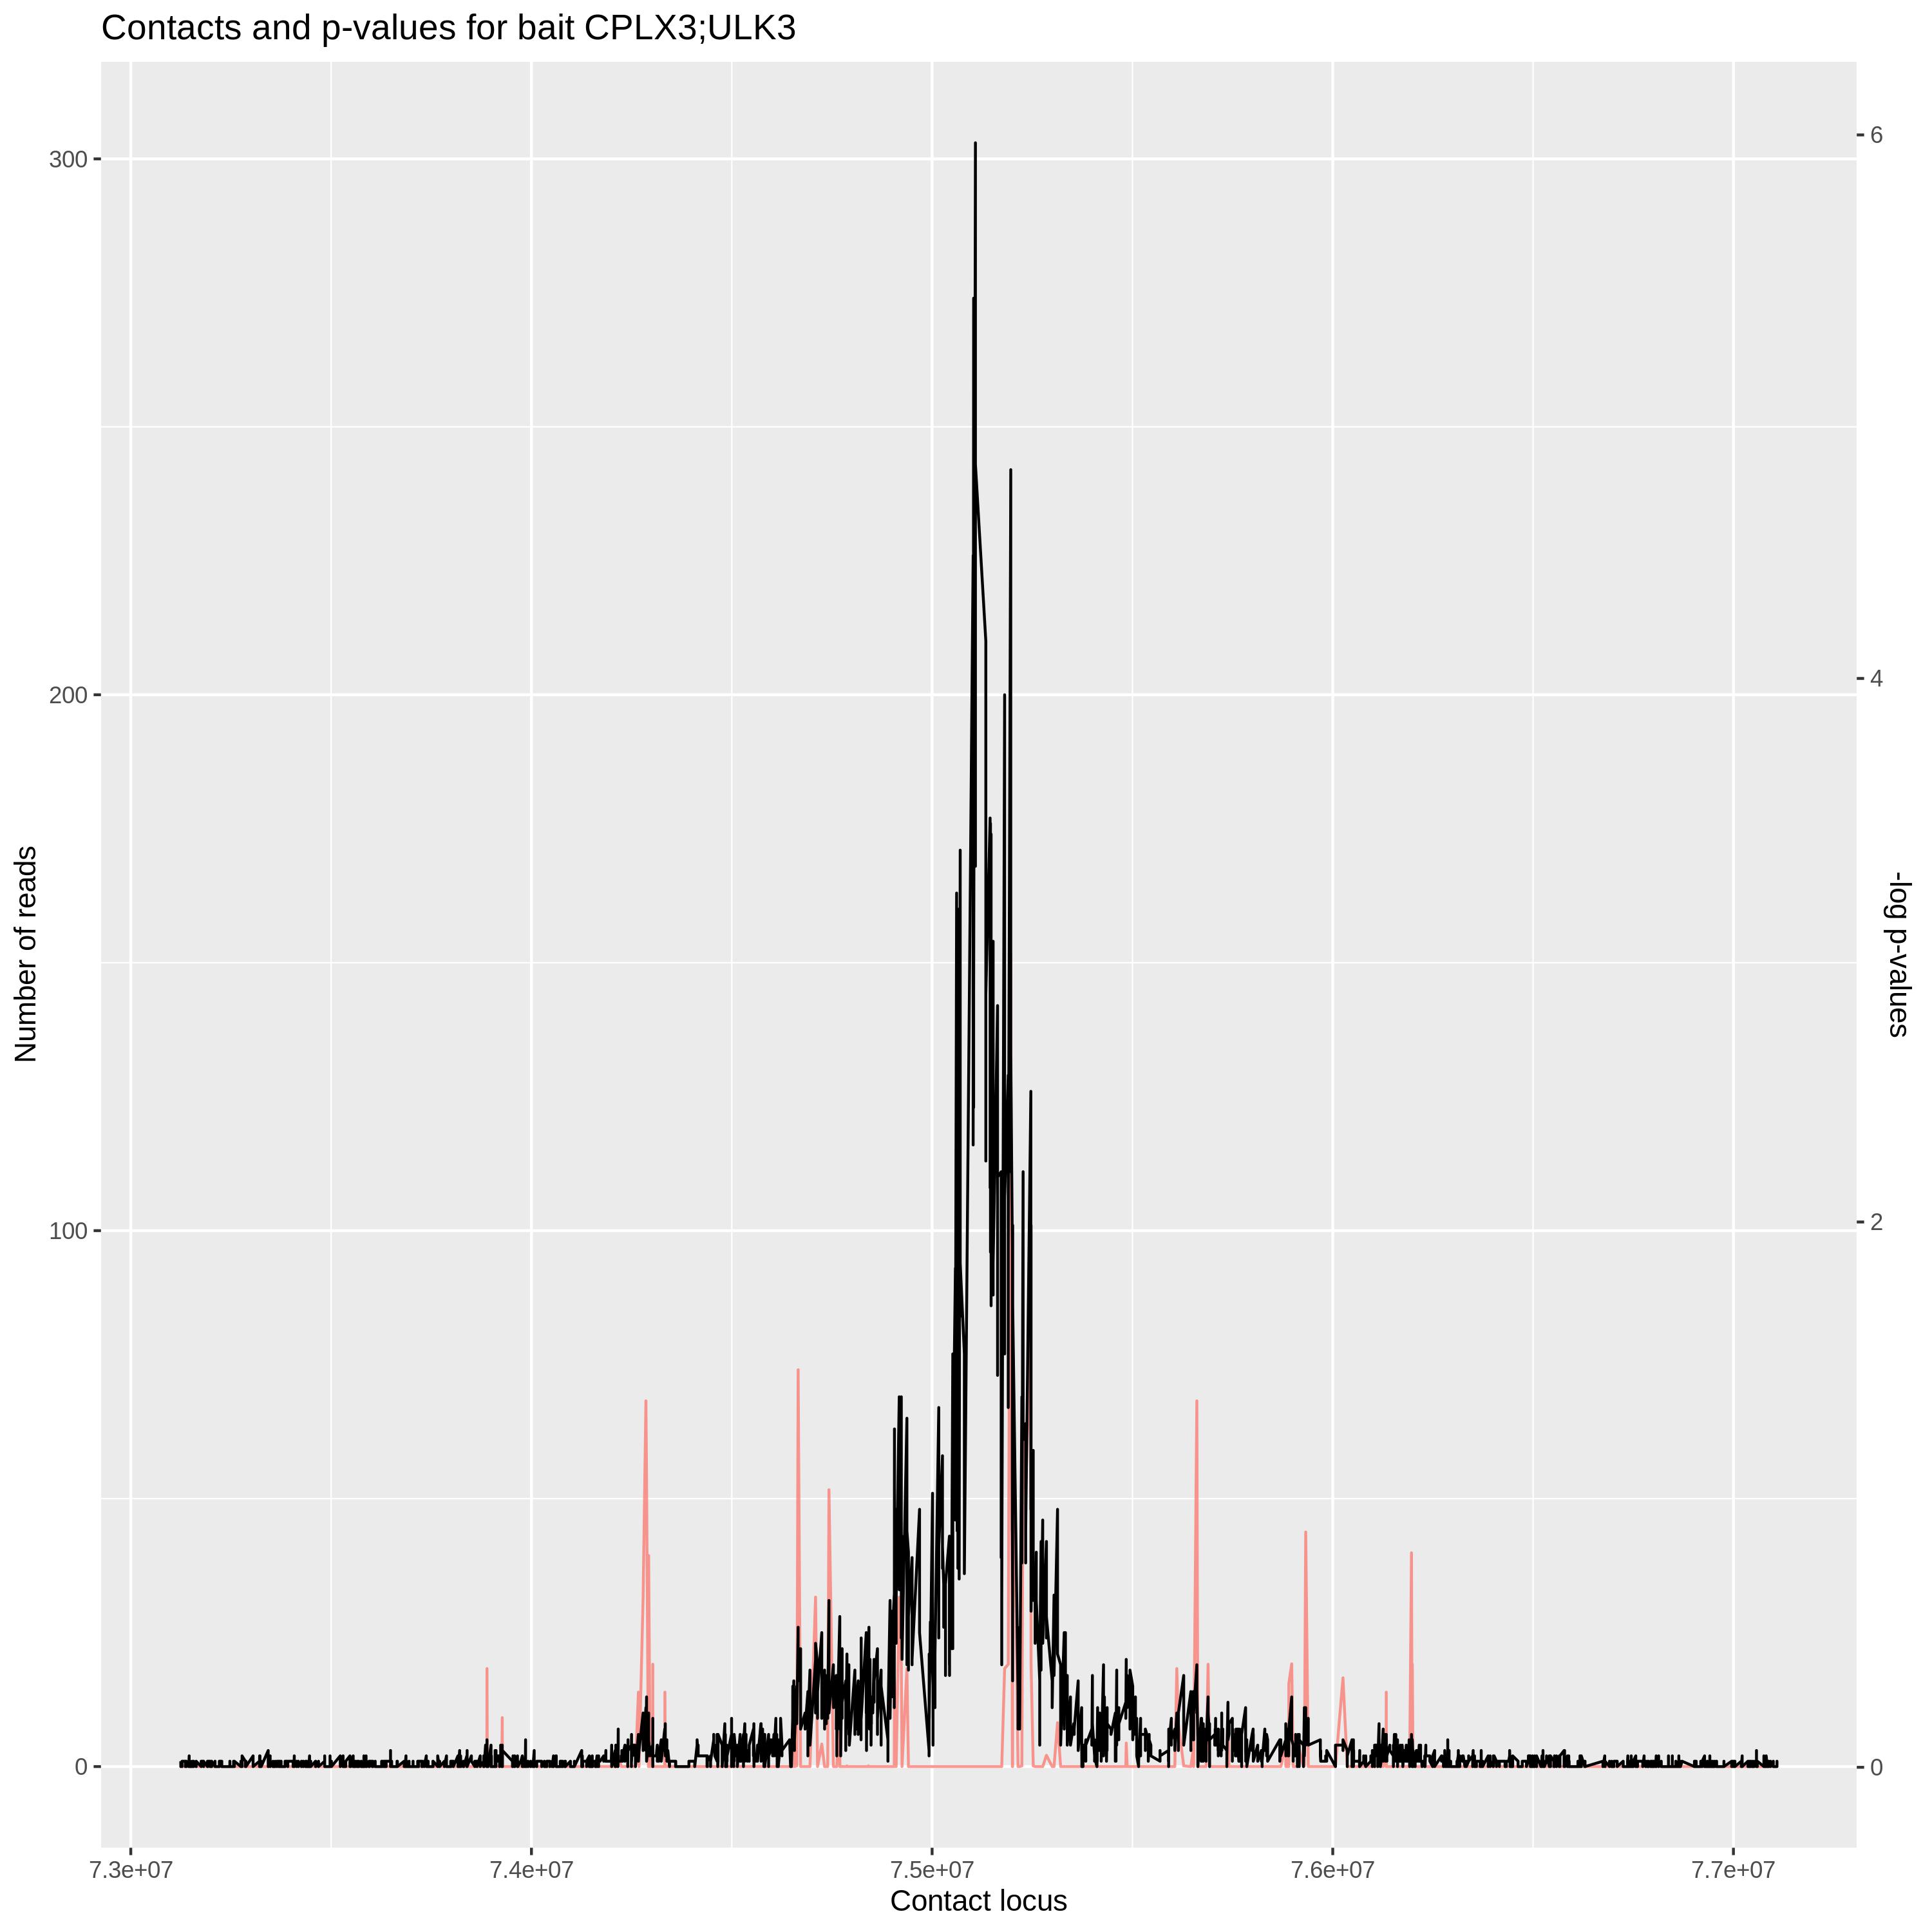 Contacts and p-values for bait CPLX3;ULK3
300
200
100
0
Number of reads
6
4
2
0
-log p-values
7.3e+07
7.4e+07
7.5e+07
7.6e+07
7.7e+07
Contact locus